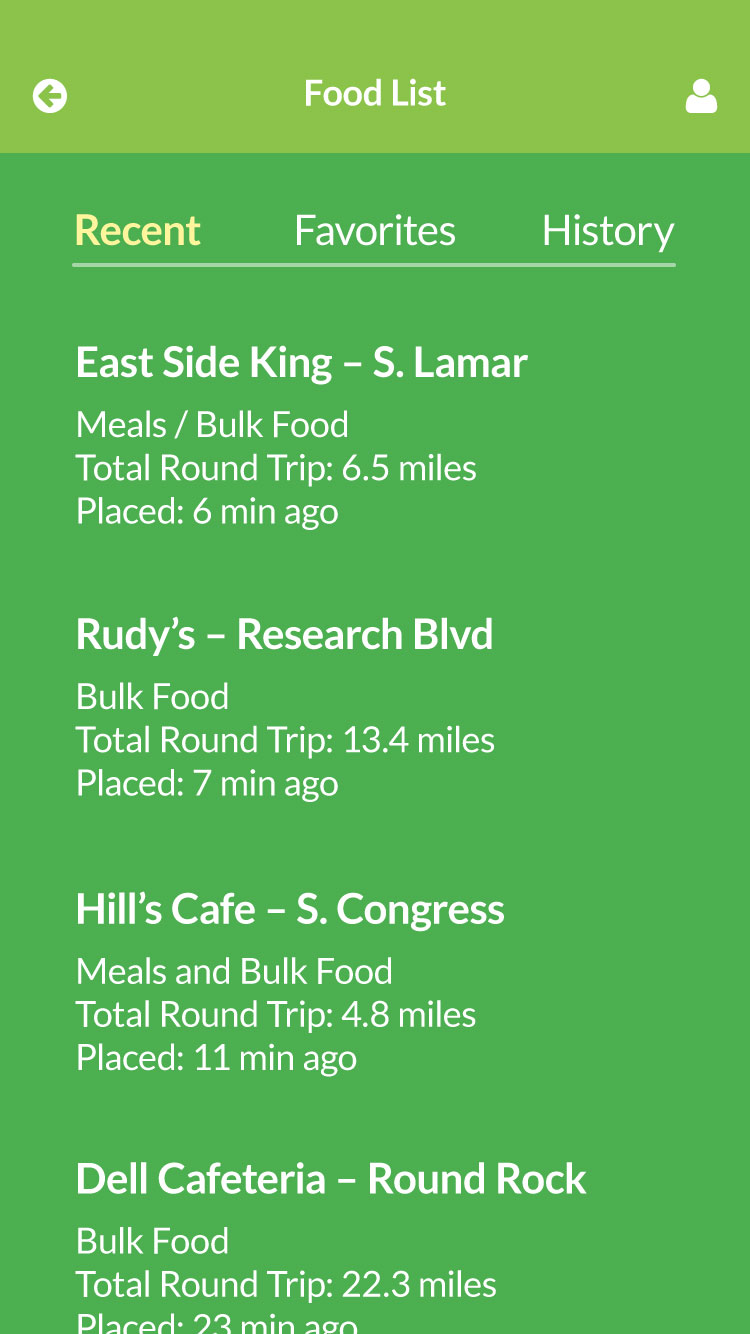 Food List
Recent Favorites History
East Side King – S. Lamar
Meals / Bulk Food
Total Round Trip: 6.5 miles
Placed: 6 min ago
Rudy’s – Research Blvd
Bulk Food
Total Round Trip: 13.4 miles
Placed: 7 min ago
Hill’s Cafe – S. Congress
Meals and Bulk Food
Total Round Trip: 4.8 miles
Placed: 11 min ago
Dell Cafeteria – Round Rock
Bulk Food
Total Round Trip: 22.3 miles
Placed: 23 min ago